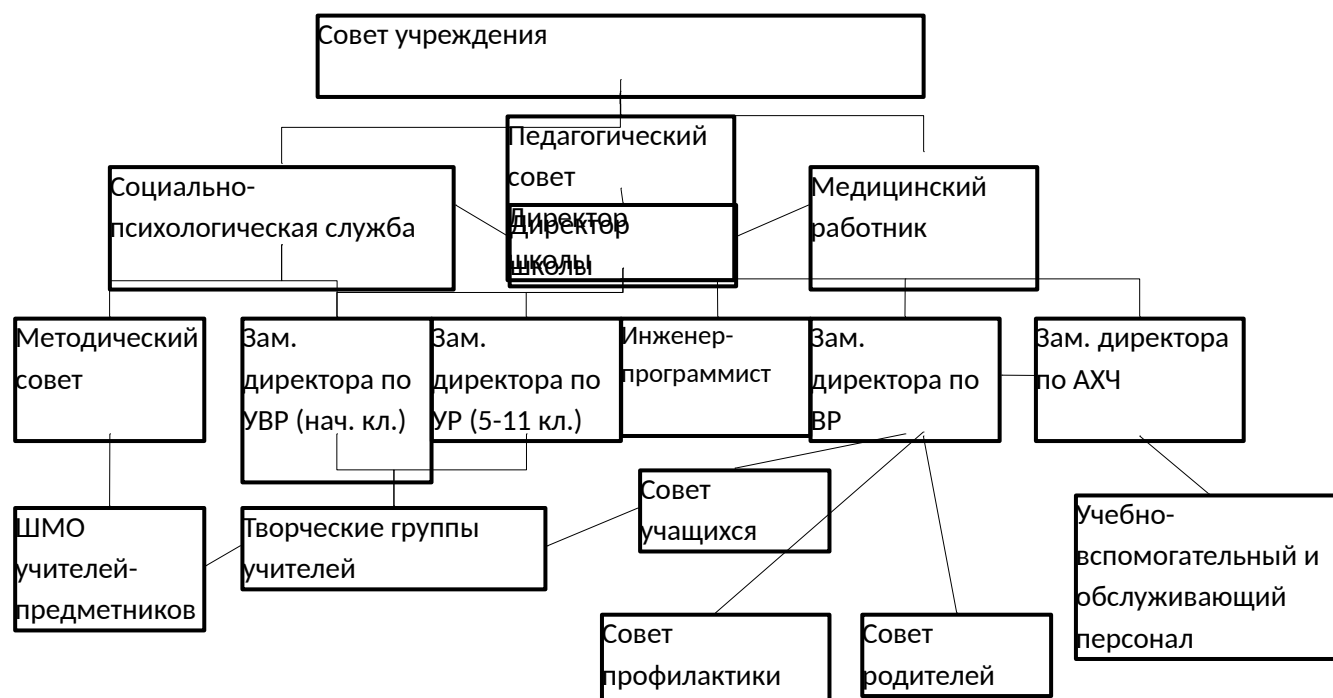 Совет учреждения
Педагогический
совет
Социально-
психологическая служба
Медицинский
работник
Директор
школы
Директор
школы
Методический
совет
Зам.
директора по
УВР (нач. кл.)
Зам.
директора по
УР (5-11 кл.)
Инженер-
программист
Зам.
директора по
ВР
Зам. директора
по АХЧ
ШМО
учителей-
предметников
Творческие группы
учителей
Совет
учащихся
Учебно-
вспомогательный и
обслуживающий
персонал
Совет
профилактики
Совет
родителей